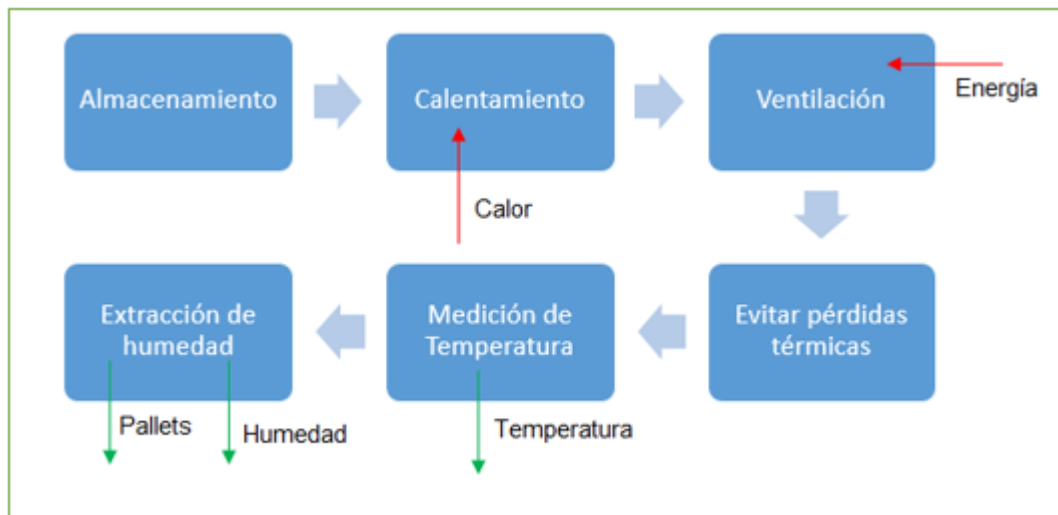 Almacenamiento
Calentamiento
Ventilación
Energía
Calor
Extracción de
humedad
Medición de
Temperatura
Evitar pérdidas
térmicas
Pallets
Humedad
Temperatura